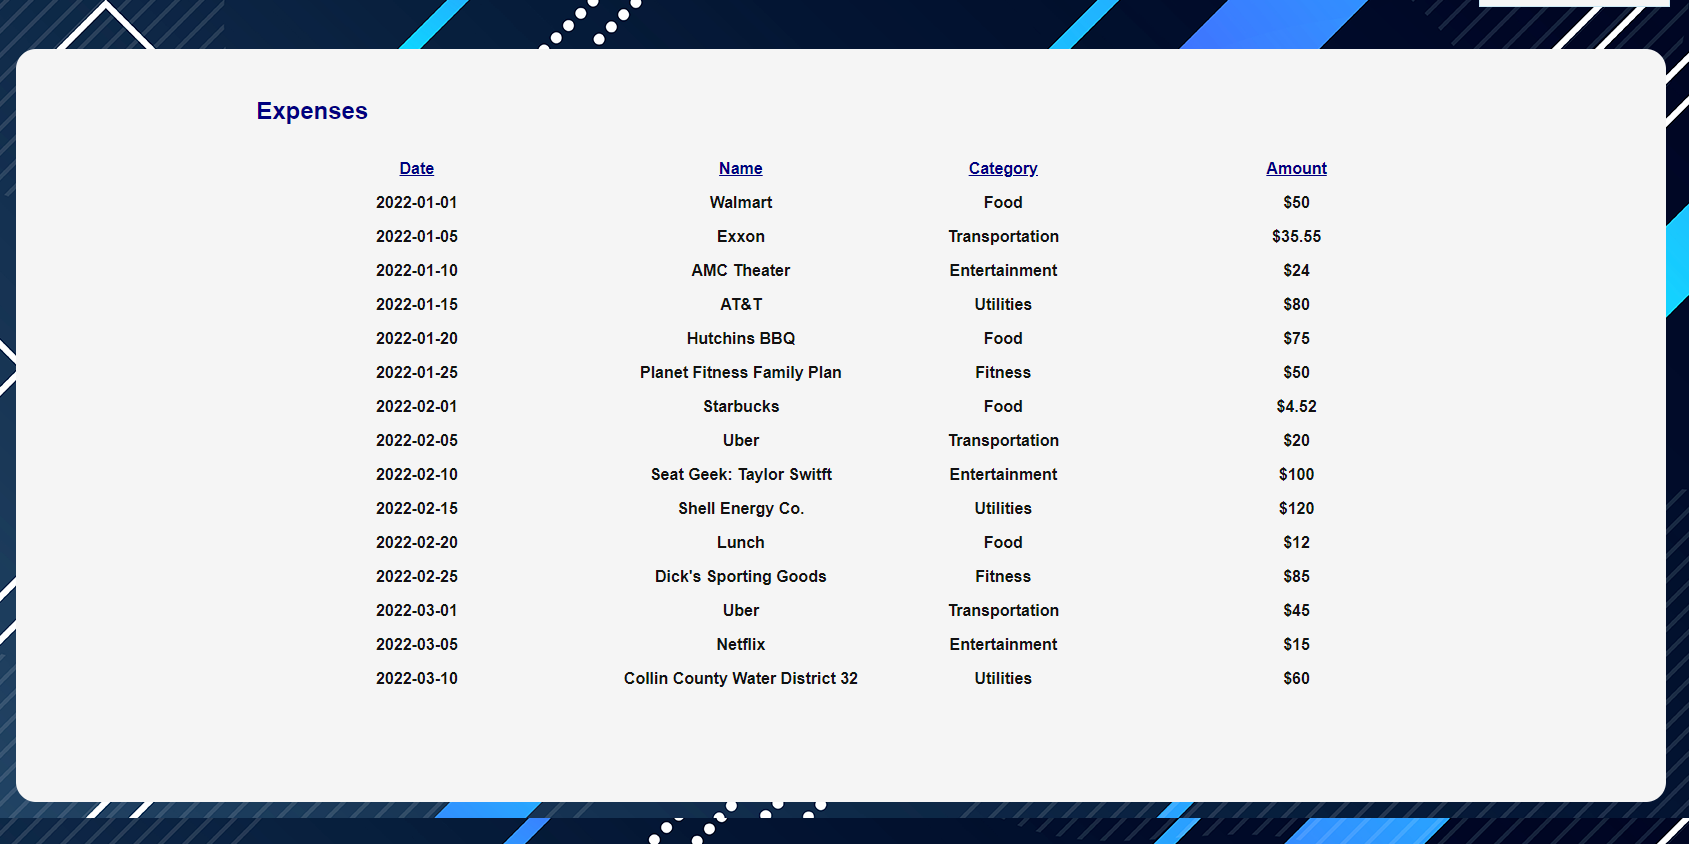 Expenses
Date Name Category Amount
2022-01-01 Walmart Food $50
2022-01-05 Exxon Transportation $35.55
2022-01-10 AMC Theater Entertainment $24
2022-01-15 AT&T Utilities $80
2022-01-20 Hutchins BBQ Food $75
2022-01-25 Planet Fitness Family Plan Fitness $50
2022-02-01 Starbucks Food $4.52
2022-02-05 Uber Transportation $20
2022-02-10 Seat Geek: Taylor Switft Entertainment $100
2022-02-15 Shell Energy Co. Utilities $120
2022-02-20 Lunch Food $12
2022-02-25 Dick's Sporting Goods Fitness $85
2022-03-01 Uber Transportation $45
2022-03-05 Netflix Entertainment $15
2022-03-10 Collin County Water District 32 Utilities $60